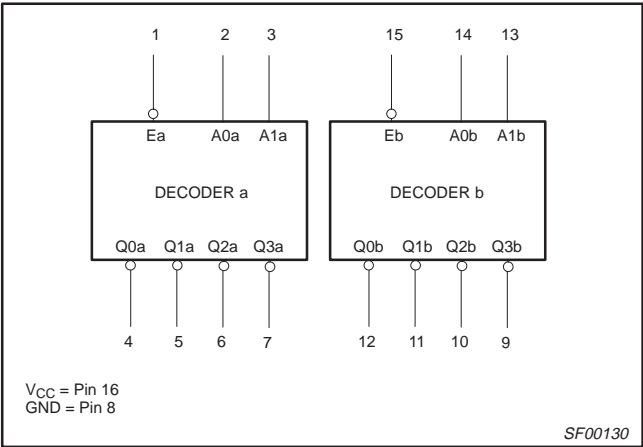 1 2 3 15 14 13
Ea A0a A1a Eb A0b A1b
DECODER a DECODER b
Q0a Q1a Q2a Q3a Q0b Q1b Q2b Q3b
4 5 6 7 12 11 10 9
VCC = Pin 16
GND = Pin 8
SF00130